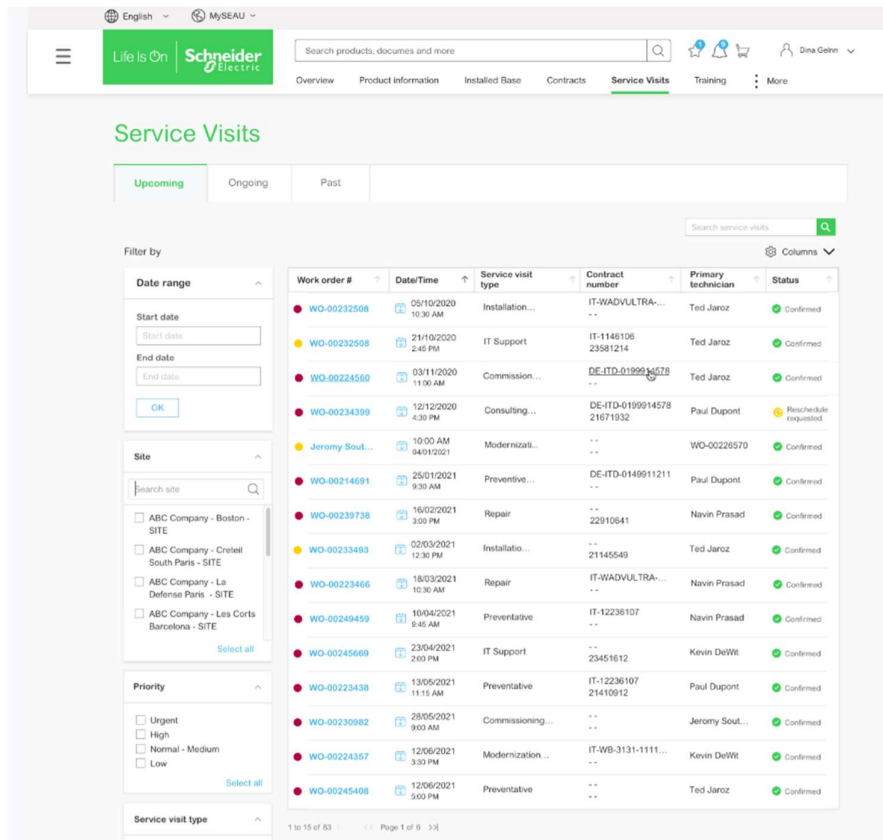 English
MySEAU
Life Is On
Schneider Electric
Search products, documes and more
1
Dina Gelnn
Overview
Product information
Installed Base
Contracts
Service Visits
Training
More
Service Visits
Upcoming
Ongoing
Past
Search service visits
Filter by
Columns
Date range
Start date
Start date
End date
End date
OK
Site
Search site
ABC Company - Boston -
SITE
ABC Company - Creteil
South Paris - SITE
ABC Company - La
Defense Paris - SITE
ABC Company - Les Corts
Barcelona - SITE
Select all
Priority
Urgent
High
Normal - Medium
Low
Select all
Service visit type
Work order # Date/Time Service visit type Contract number Primary technician Status
WO-00232508 05/10/2020 Installation... IT-WADVULTRA-... Ted Jaroz Confirmed
10:30 AM - -
WO-00232508 21/10/2020 IT Support IT-1146106 Ted Jaroz Confirmed
2:45 PM 23581214
WO-00224560 03/11/2020 Commission... DE-ITD-0199914578 Ted Jaroz Confirmed
11:00 AM - -
WO-00234399 12/12/2020 Consulting... DE-ITD-0199914578 Paul Dupont Reschedule
4:30 PM 21671932 requested
Jeromy Sout... 10:00 AM Modernizati... - - WO-00226570 Confirmed
04/01/2021 - -
WO-00214691 25/01/2021 Preventive... DE-ITD-0149911211 Paul Dupont Confirmed
9:30 AM - -
WO-00239738 16/02/2021 Repair - - Navin Prasad Confirmed
3:00 PM 22910641
WO-00233493 02/03/2021 Installatio... - - Ted Jaroz Confirmed
12:30 PM 21145549
WO-00223466 18/03/2021 Repair IT-WADVULTRA-... Navin Prasad Confirmed
10:30 AM - -
WO-00249459 10/04/2021 Preventative IT-12236107 Navin Prasad Confirmed
9:45 AM - -
WO-00245669 23/04/2021 IT Support - - Kevin DeWit Confirmed
2:00 PM 23451612
WO-00223438 13/05/2021 Preventative IT-12236107 Paul Dupont Confirmed
11:15 AM 21410912
WO-00230982 28/05/2021 Commissioning... - - Jeromy Sout... Confirmed
9:00 AM - -
WO-00224357 12/06/2021 Modernization... IT-WB-3131-1111... Kevin DeWit Confirmed
3:30 PM - -
WO-00245408 12/06/2021 Preventative - - Ted Jaroz Confirmed
5:00 PM - -
1 to 15 of 83
Page 1 of 6